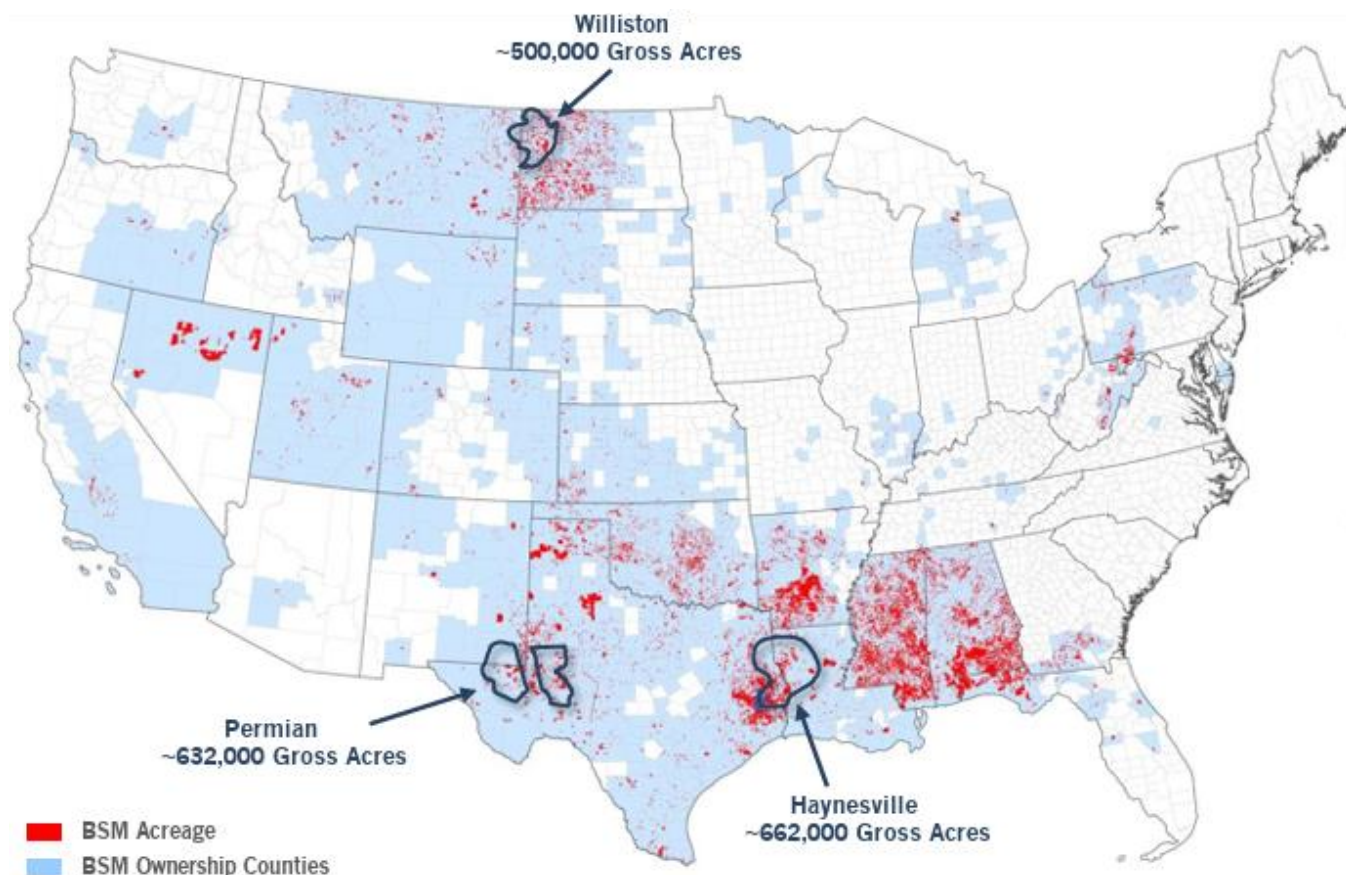 Williston
~500,000 Gross Acres
Permian
~632,000 Gross Acres
Haynesville
~662,000 Gross Acres
BSM Acreage
BSM Ownership Counties